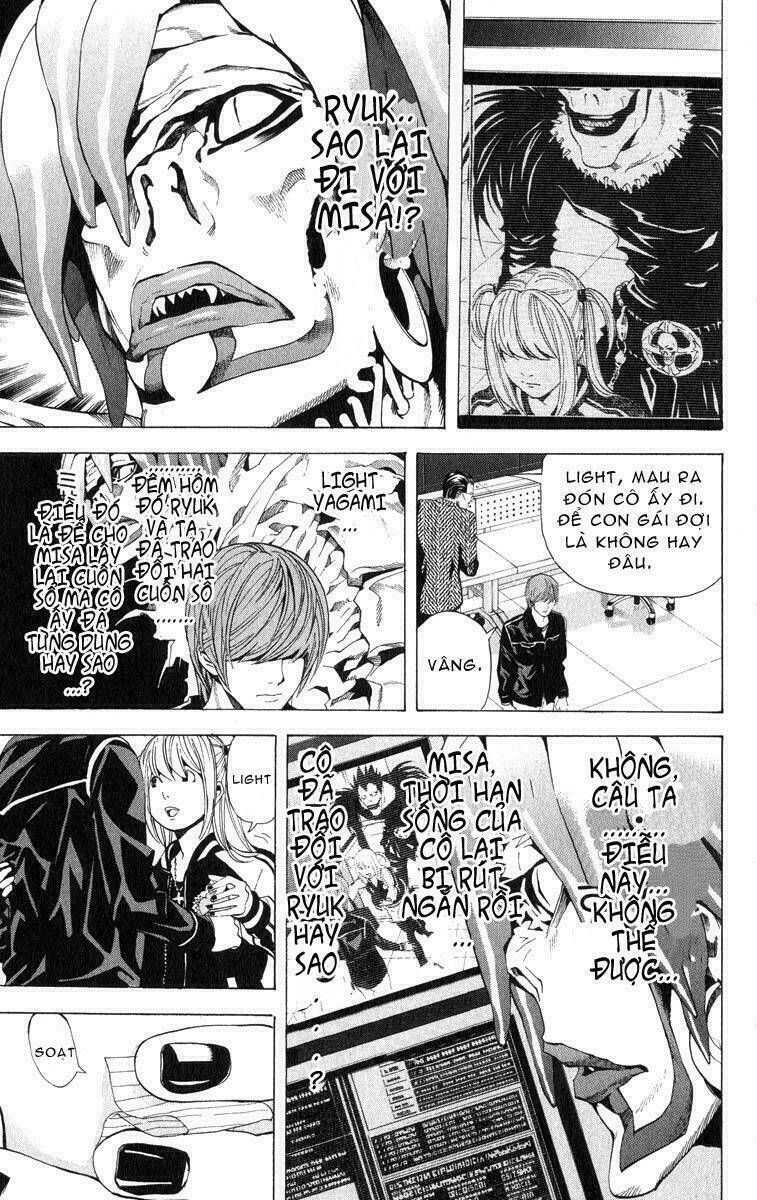 RYUK..
SAO LẠI
ĐI VỚI
MISA!?
LIGHT, MAU RA
ĐÓN CÔ ẤY ĐI.
ĐỂ CON GÁI ĐỢI
LÀ KHÔNG HAY
ĐÂU.
VÂNG.
LIGHT
YAGAMI
...
.........
ĐÊM HÔM
ĐÓ RYUK
VÀ TA
ĐÃ TRAO
ĐỔI HAI
CUỐN SỔ
........
ĐIỀU ĐÓ
LÀ ĐỂ CHO
MISA LẤY
LẠI CUỐN
SỔ MÀ CÔ
ẤY ĐÃ
TỪNG DÙNG
HAY SAO
...?
KHÔNG,
CẬU TA
......
ĐIỀU
NÀY...
KHÔNG
THỂ
ĐƯỢC...
MISA,
THỜI HẠN
SỐNG CỦA
CÔ LẠI
BỊ RÚT
NGẮN RỒI
...
CÔ
ĐÃ
TRAO
ĐỔI
VỚI
RYUK
HAY
SAO
....
?
LIGHT
SOẠT